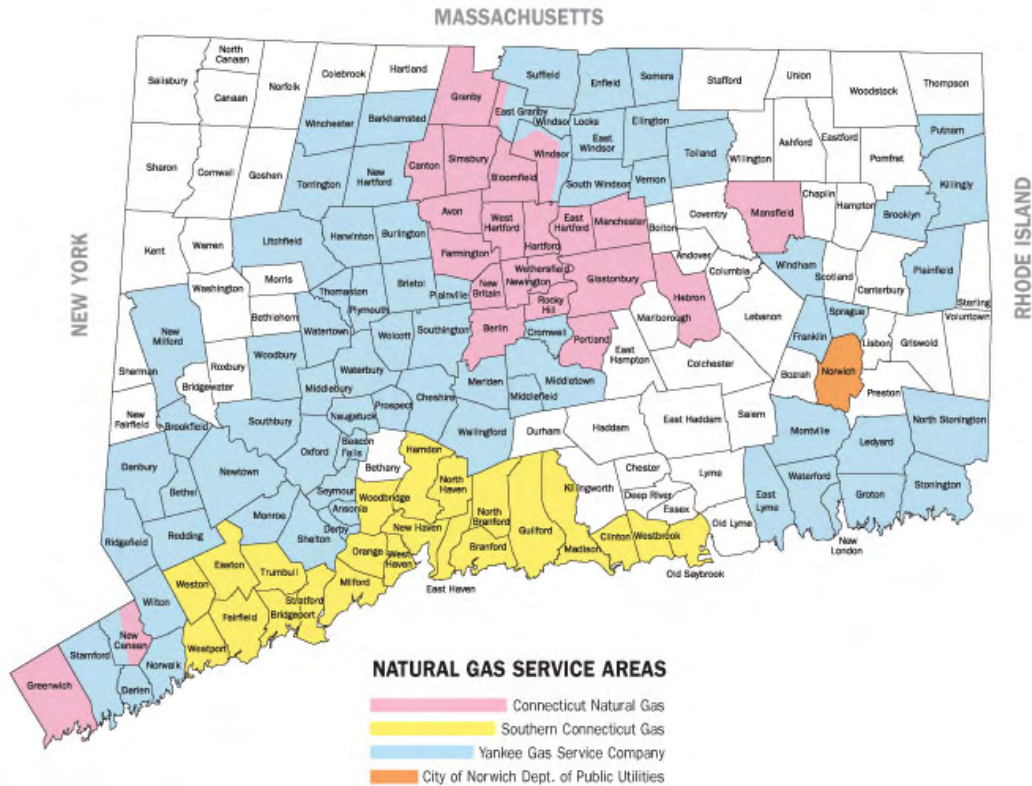 MASSACHUSETTS
NEW YORK
RHODE ISLAND
Salisbury
North
Canaan
Canaan
Norfolk
Colebrook
Hartland
Granby
Suffield
Enfield
Somers
Stafford
Union
Woodstock
Thompson
East Granby
Windsor Locks
East
Windsor
Ellington
Winchester
Barkhamsted
Canton
Simsbury
Bloomfield
Windsor
South Windsor
Vernon
Tolland
Willington
Ashford
Eastford
Pomfret
Putnam
Killingly
Sharon
Cornwall
Goshen
Torrington
New
Hartford
Avon
West
Hartford
Hartford
East
Hartford
Manchester
Bolton
Coventry
Mansfield
Chaplin
Hampton
Brooklyn
Kent
Warren
Litchfield
Harwinton
Burlington
Farmington
Wethersfield
Newington
Glastonbury
Andover
Columbia
Hebron
Windham
Scotland
Canterbury
Plainfield
Sterling
Voluntown
Washington
Morris
Bethlehem
Thomaston
Plymouth
Bristol
Plainville
New
Britain
Rocky
Hill
Berlin
Cromwell
Portland
Marlborough
East
Hampton
Lebanon
Franklin
Sprague
Lisbon
Griswold
New
Milford
Sherman
Roxbury
Bridgewater
Woodbury
Watertown
Wolcott
Southington
Waterbury
Middlebury
Meriden
Middletown
Middlefield
Colchester
Bozrah
Norwich
Preston
New
Fairfield
Brookfield
Southbury
Naugatuck
Prospect
Cheshire
Wallingford
Durham
Haddam
East Haddam
Salem
Montville
Ledyard
North Stonington
Danbury
Bethel
Newtown
Oxford
Beacon
Falls
Bethany
Hamden
North
Haven
Seymour
Ansonia
Derby
Woodbridge
North
Branford
Guilford
Killingworth
Chester
Deep River
Essex
Lyme
Old Lyme
East
Lyme
Waterford
Groton
Stonington
New
London
Ridgefield
Redding
Monroe
Shelton
Orange
New Haven
West
Haven
Branford
East Haven
Madison
Clinton
Westbrook
Old Saybrook
Wilton
Weston
Easton
Trumbull
Milford
Stratford
Bridgeport
Fairfield
Westport
Greenwich
Stamford
New
Canaan
Darien
Norwalk
NATURAL GAS SERVICE AREAS
Connecticut Natural Gas
Southern Connecticut Gas
Yankee Gas Service Company
City of Norwich Dept. of Public Utilities